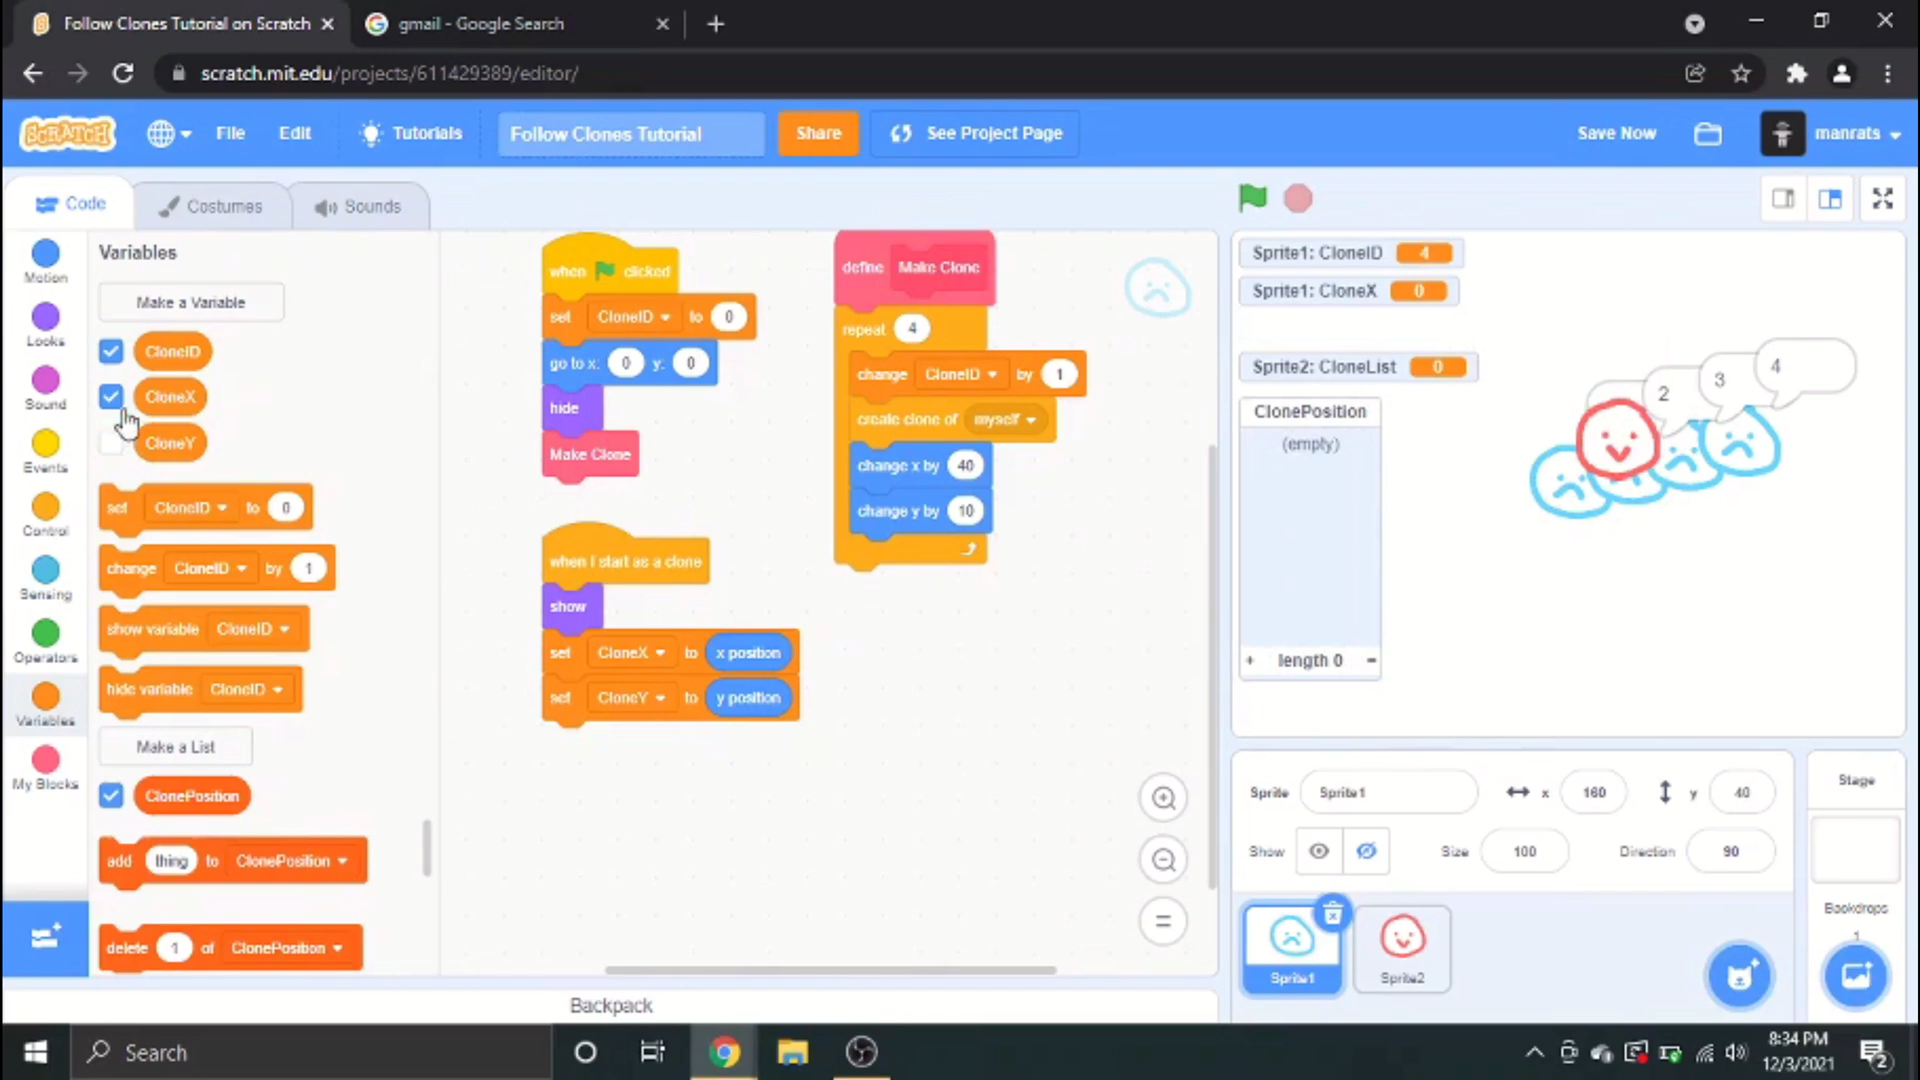 Follow Clones Tutorial on Scratch
gmail - Google Search
scratch.mit.edu/projects/611429389/editor/
SCRATCH
File
Edit
Tutorials
Follow Clones Tutorial
Share
See Project Page
Save Now
manrats
Code
Costumes
Sounds
Motion
Looks
Sound
Events
Control
Sensing
Operators
Variables
My Blocks
Variables
Make a Variable
CloneID
CloneX
CloneY
set CloneID to 0
change CloneID by 1
show variable CloneID
hide variable CloneID
Make a List
ClonePosition
add thing to ClonePosition
delete 1 of ClonePosition
when clicked
set CloneID to 0
go to x: 0 y: 0
hide
Make Clone
when I start as a clone
show
set CloneX to x position
set CloneY to y position
define Make Clone
repeat 4
change CloneID by 1
create clone of myself
change x by 40
change y by 10
Backpack
Sprite1: CloneID 4
Sprite1: CloneX 0
Sprite2: CloneList 0
ClonePosition
(empty)
+ length 0 =
2
3
4
Sprite Sprite1 x 160 y 40
Show Size 100 Direction 90
Sprite1
Sprite2
Stage
Backdrops
1
Search
8:34 PM
12/3/2021
2